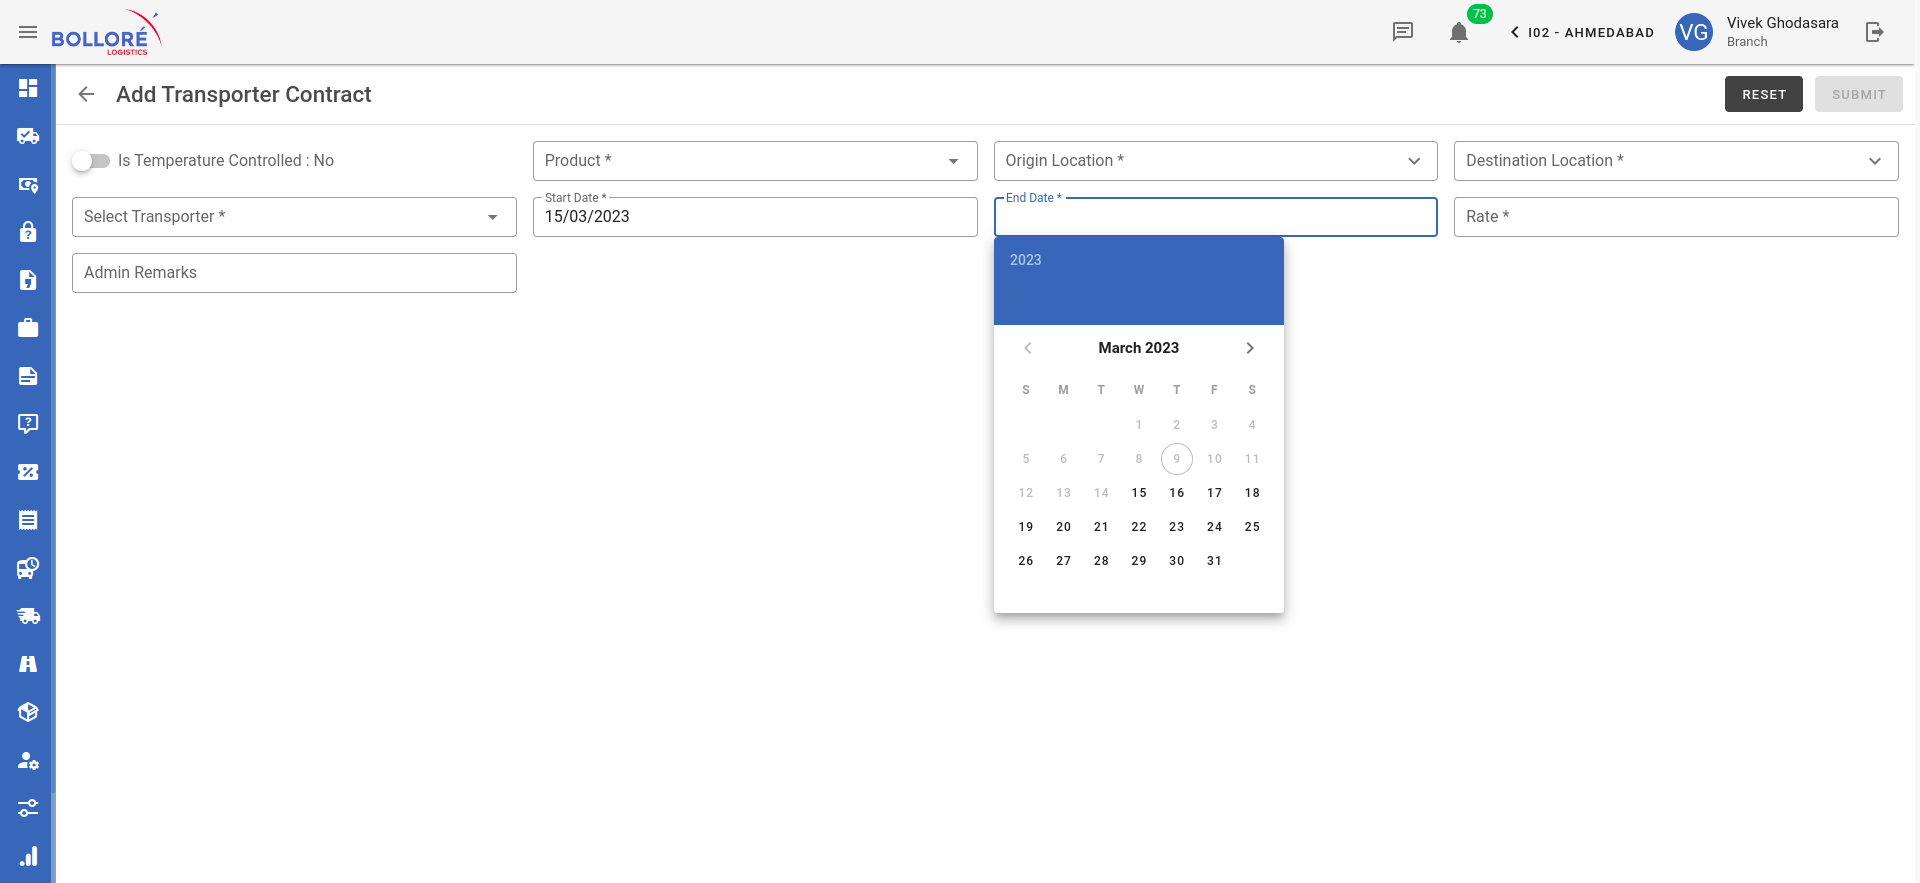 BOLLORÉ
LOGISTICS
73
I02 - AHMEDABAD
VG
Vivek Ghodasara
Branch
Add Transporter Contract
RESET
SUBMIT
Is Temperature Controlled : No
Product *
Origin Location *
Destination Location *
Select Transporter *
Start Date *
15/03/2023
End Date *
Rate *
Admin Remarks
2023
March 2023
S M T W T F S
1 2 3 4
5 6 7 8 9 10 11
12 13 14 15 16 17 18
19 20 21 22 23 24 25
26 27 28 29 30 31